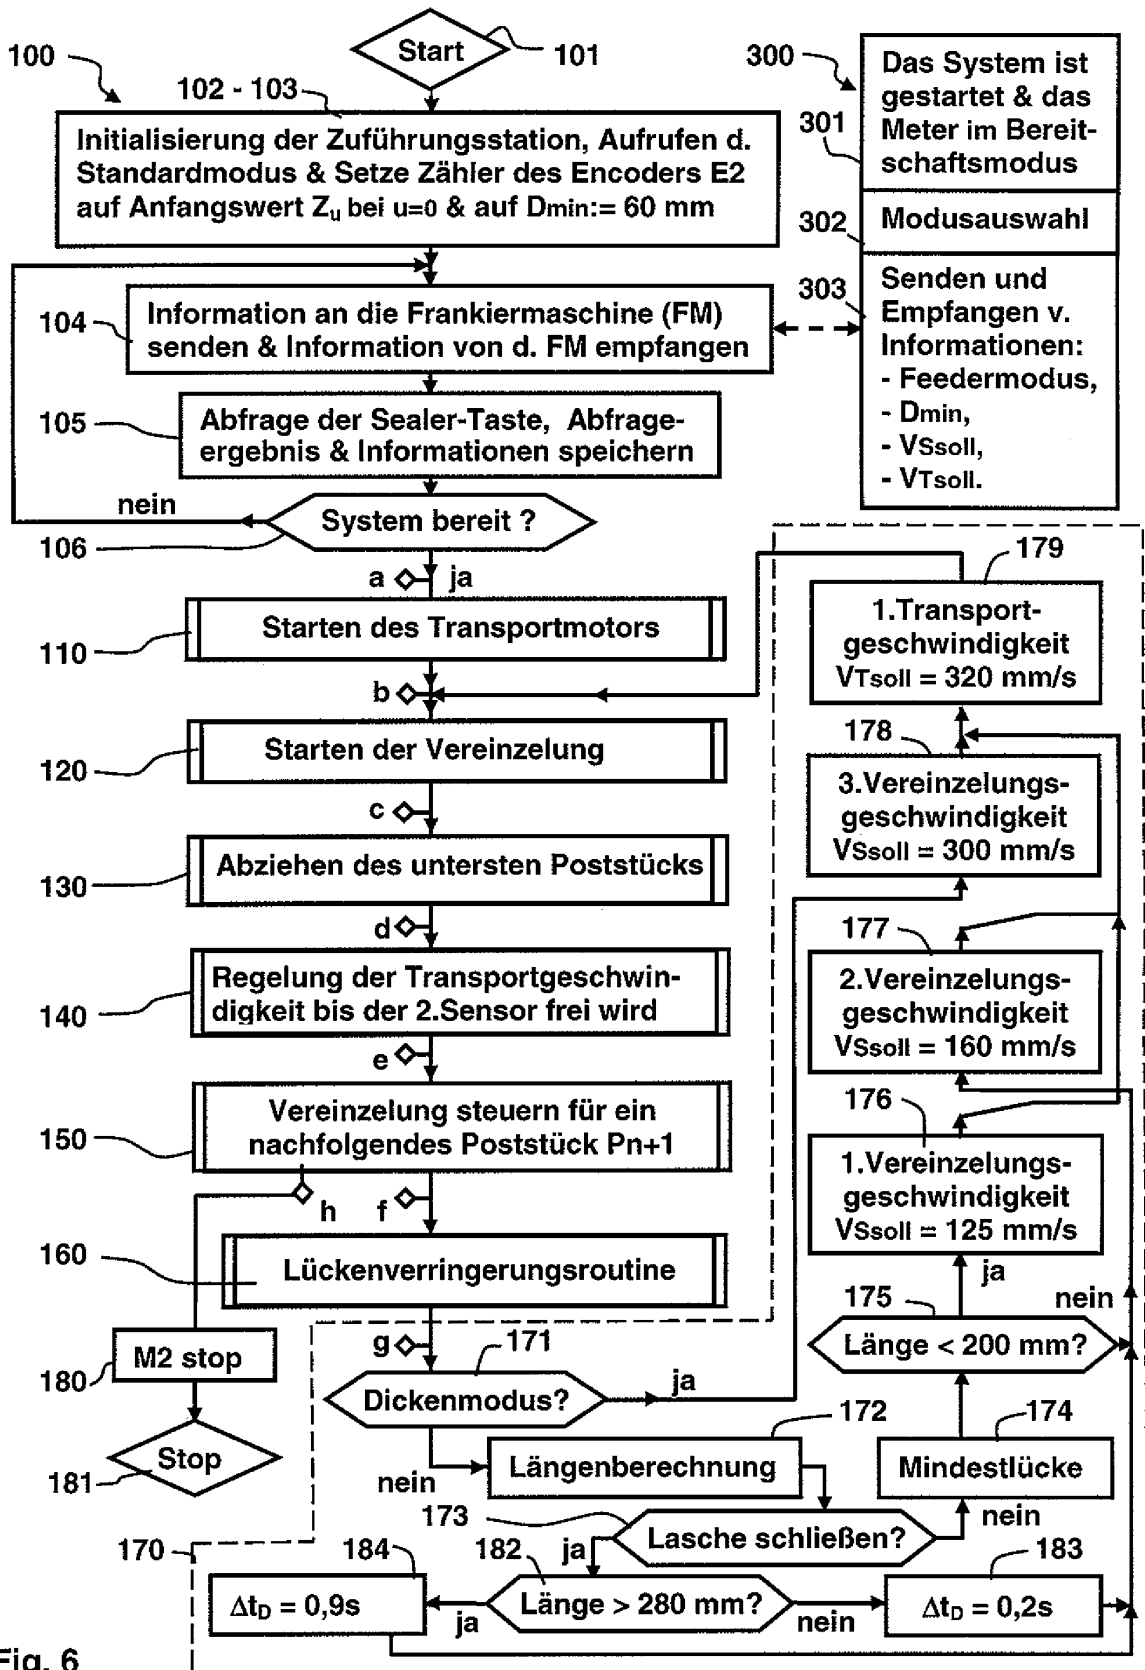 Start
101
100
102 - 103
Initialisierung der Zuführungsstation, Aufrufen d.
Standardmodus & Setze Zähler des Encoders E2
auf Anfangswert Zu bei u=0 & auf Dmin:= 60 mm
104
Information an die Frankiermaschine (FM)
senden & Information von d. FM empfangen
105
Abfrage der Sealer-Taste, Abfrage-
ergebnis & Informationen speichern
nein
System bereit ?
106
a
ja
Starten des Transportmotors
110
b
Starten der Vereinzelung
120
c
Abziehen des untersten Poststücks
130
d
Regelung der Transportgeschwin-
digkeit bis der 2.Sensor frei wird
140
e
Vereinzelung steuern für ein
nachfolgendes Poststück Pn+1
150
h
f
160
Lückenverringerungsroutine
g
171
M2 stop
180
Dickenmodus?
ja
Stop
181
nein
172
Längenberechnung
173
Lasche schließen?
ja
nein
174
Mindestlücke
175
Länge < 200 mm?
ja
nein
176
1.Vereinzelungs-
geschwindigkeit
VSsoll = 125 mm/s
177
2.Vereinzelungs-
geschwindigkeit
VSsoll = 160 mm/s
178
3.Vereinzelungs-
geschwindigkeit
VSsoll = 300 mm/s
179
1.Transport-
geschwindigkeit
VTsoll = 320 mm/s
300
301
Das System ist
gestartet & das
Meter im Bereit-
schaftsmodus
302
Modusauswahl
303
Senden und
Empfangen v.
Informationen:
- Feedermodus,
- Dmin,
- VSsoll,
- VTsoll.
170
184
ΔtD = 0,9s
182
Länge > 280 mm?
ja
nein
183
ΔtD = 0,2s
Fig. 6